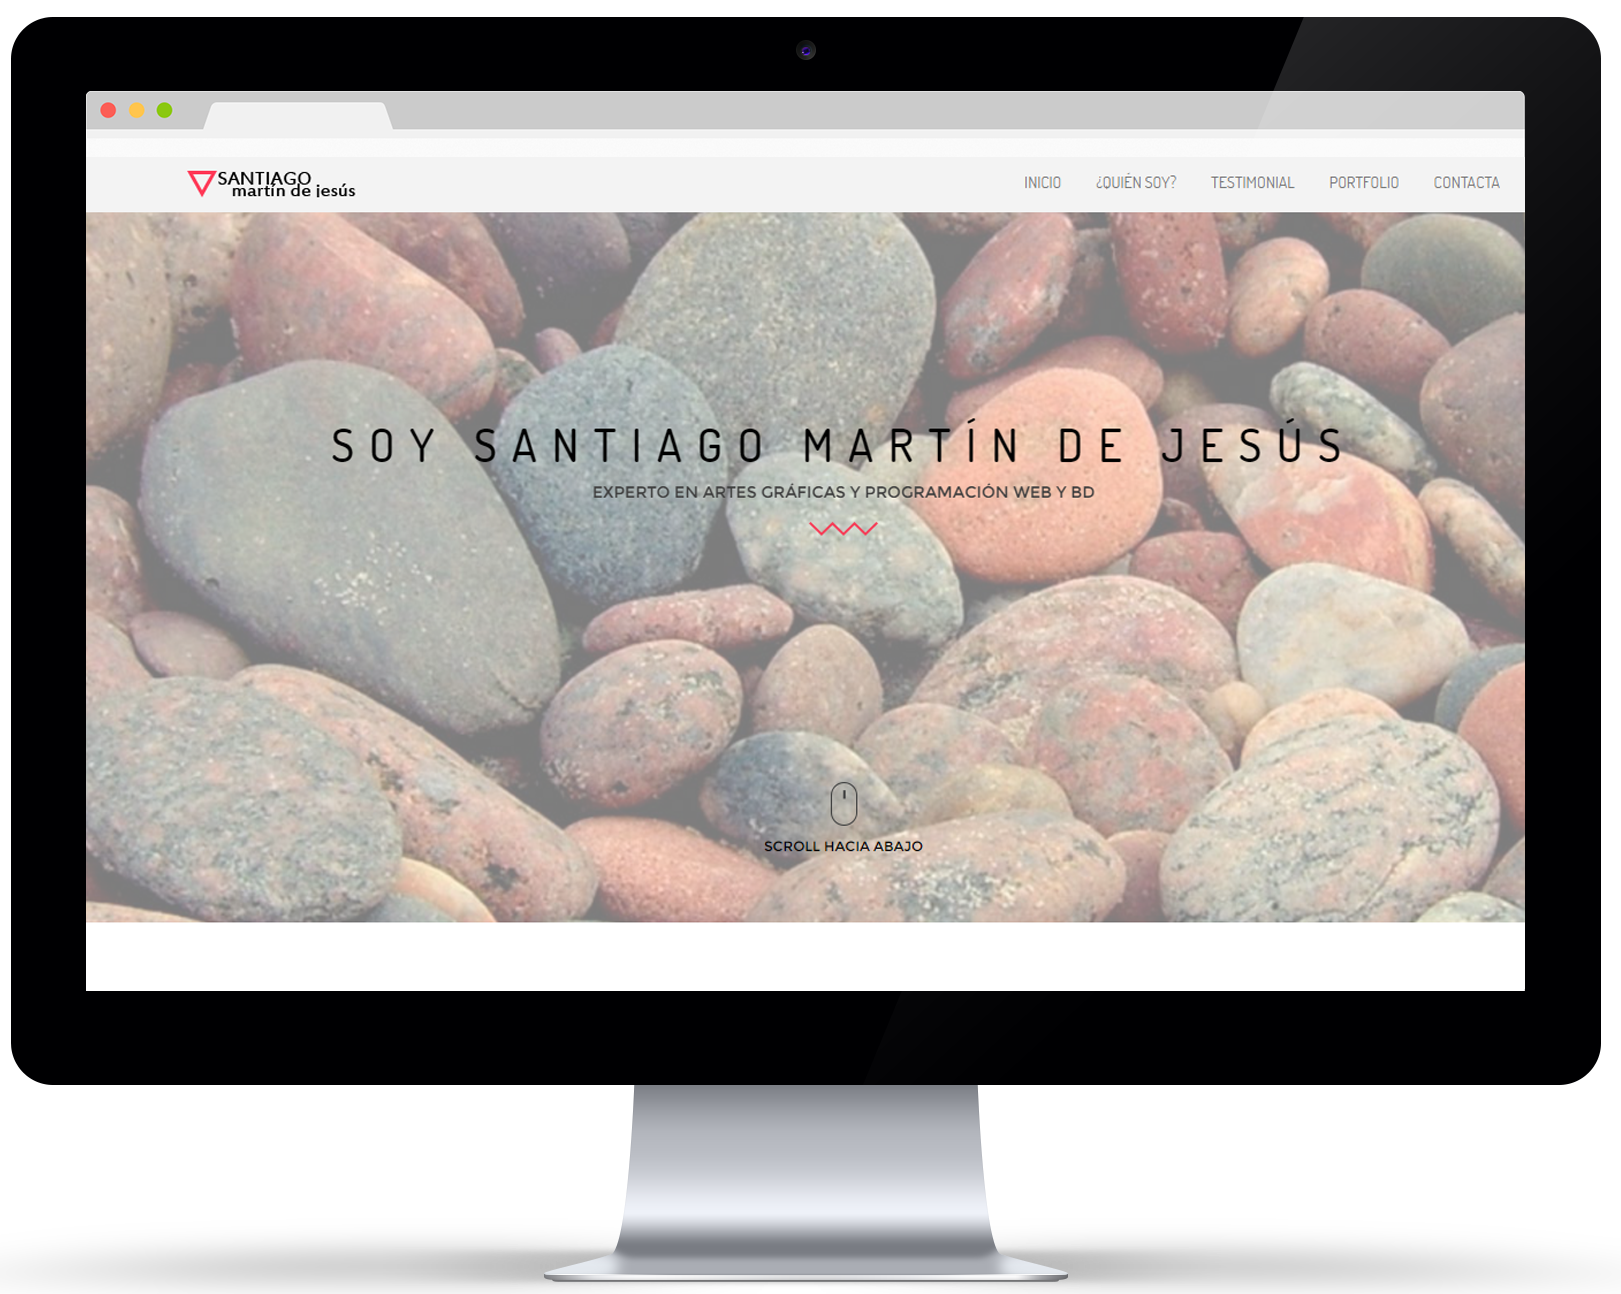 SANTIAGO
martín de jesús
INICIO ¿QUIÉN SOY? TESTIMONIAL PORTFOLIO CONTACTA
SOY SANTIAGO MARTÍN DE JESÚS
EXPERTO EN ARTES GRÁFICAS Y PROGRAMACIÓN WEB Y BD
SCROLL HACIA ABAJO